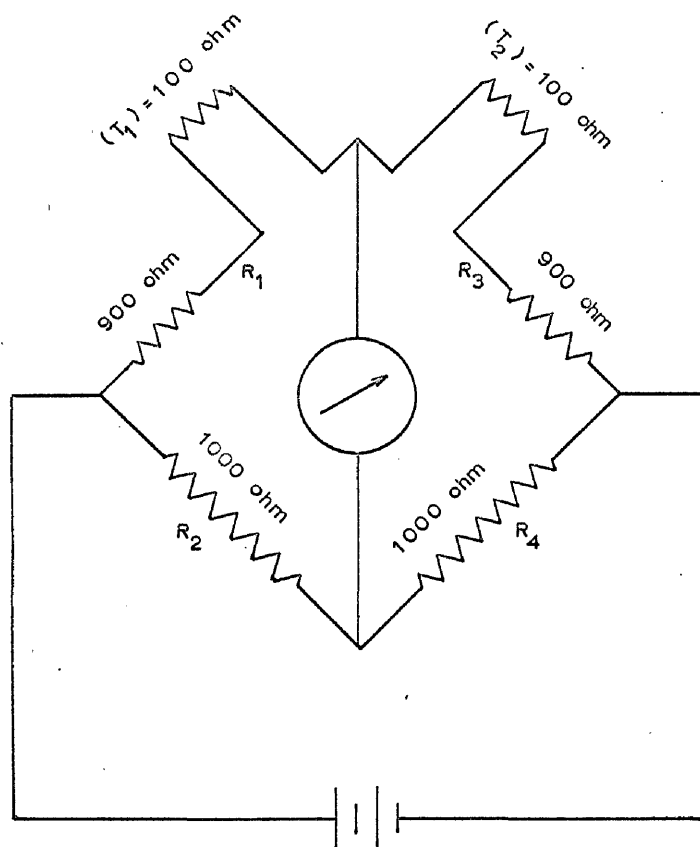 (T1) = 100 ohm
(T2) = 100 ohm
900 ohm
R1
R3
900 ohm
1000 ohm
R2
1000 ohm
R4